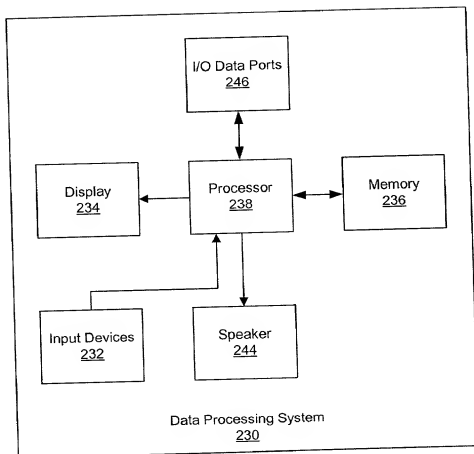 I/O Data Ports
246
Display
234
Processor
238
Memory
236
Input Devices
232
Speaker
244
Data Processing System
230